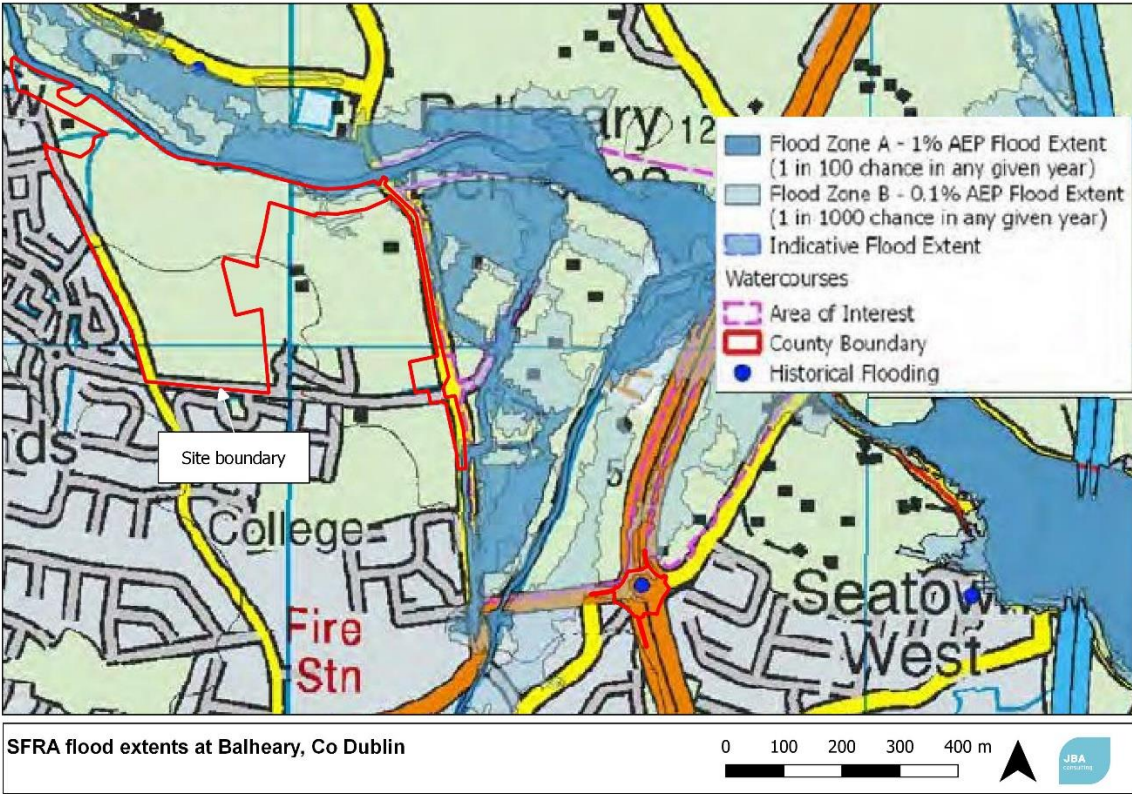 w
Balheary
12
Flood Zone A - 1% AEP Flood Extent
(1 in 100 chance in any given year)
Flood Zone B - 0.1% AEP Flood Extent
(1 in 1000 chance in any given year)
Indicative Flood Extent
Watercourses
Area of Interest
County Boundary
Historical Flooding
nds
Site boundary
5
College
Fire
Stn
Seatown
West
SFRA flood extents at Balheary, Co Dublin
0 100 200 300 400 m
JBA
consulting